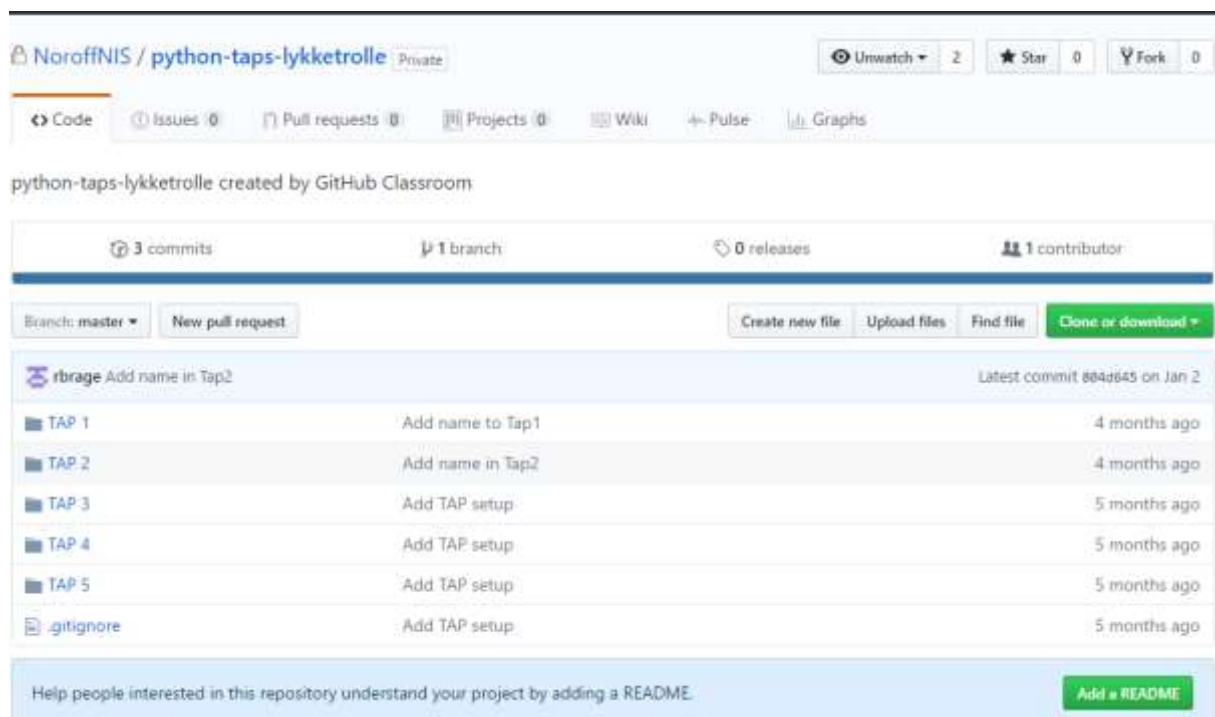 NoroffNIS / python-taps-lykketrolle Private Unwatch 2 Star 0 Fork 0
Code Issues 0 Pull requests 0 Projects 0 Wiki Pulse Graphs
python-taps-lykketrolle created by GitHub Classroom
3 commits 1 branch 0 releases 1 contributor
Branch: master New pull request Create new file Upload files Find file Clone or download
rbrage Add name in Tap2 Latest commit on Jan 2
TAP 1 Add name to Tap1 4 months ago
TAP 2 Add name in Tap2 4 months ago
TAP 3 Add TAP setup 5 months ago
TAP 4 Add TAP setup 5 months ago
TAP 5 Add TAP setup 5 months ago
.gitignore Add TAP setup 5 months ago
Help people interested in this repository understand your project by adding a README. Add a README